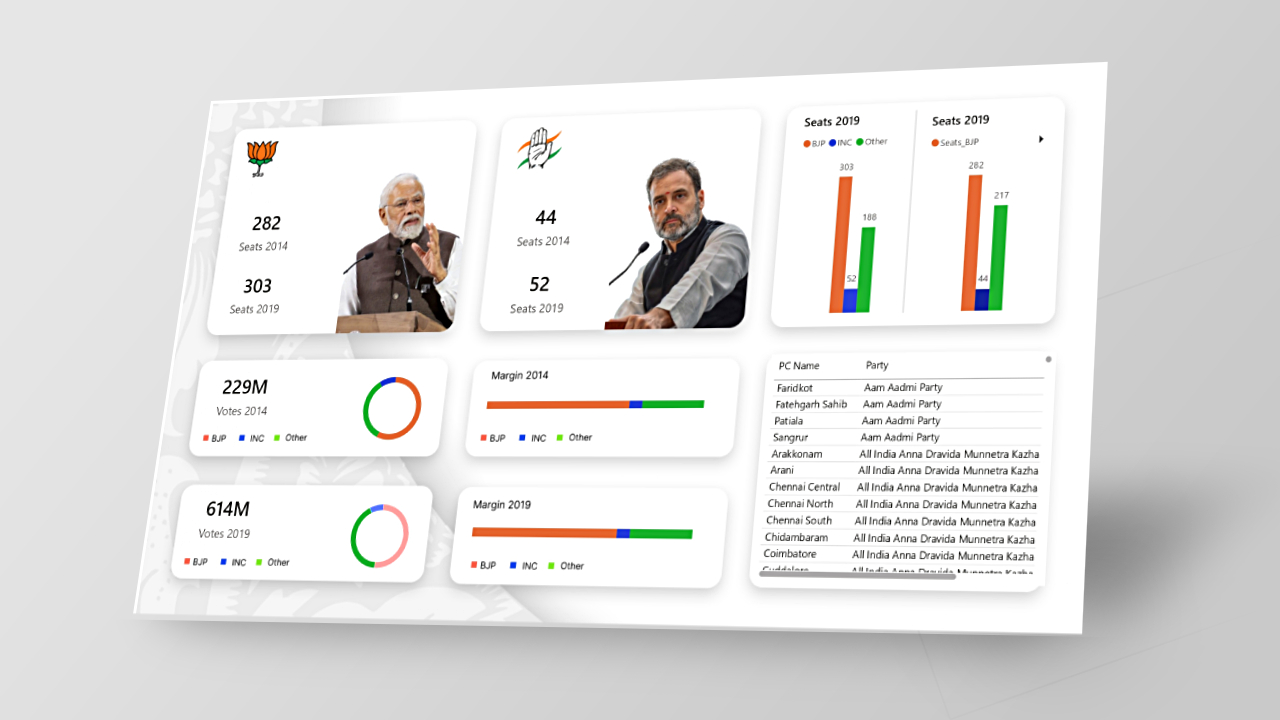 BJP
282
Seats 2014
303
Seats 2019
44
Seats 2014
52
Seats 2019
Seats 2019
BJP INC Other
303
188
52
Seats 2019
Seats_BJP
282
217
44
229M
Votes 2014
BJP INC Other
Margin 2014
BJP INC Other
614M
Votes 2019
BJP INC Other
Margin 2019
BJP INC Other
PC Name Party
Faridkot Aam Aadmi Party
Fatehgarh Sahib Aam Aadmi Party
Patiala Aam Aadmi Party
Sangrur Aam Aadmi Party
Arakkonam All India Anna Dravida Munnetra Kazha
Arani All India Anna Dravida Munnetra Kazha
Chennai Central All India Anna Dravida Munnetra Kazha
Chennai North All India Anna Dravida Munnetra Kazha
Chennai South All India Anna Dravida Munnetra Kazha
Chidambaram All India Anna Dravida Munnetra Kazha
Coimbatore All India Anna Dravida Munnetra Kazha